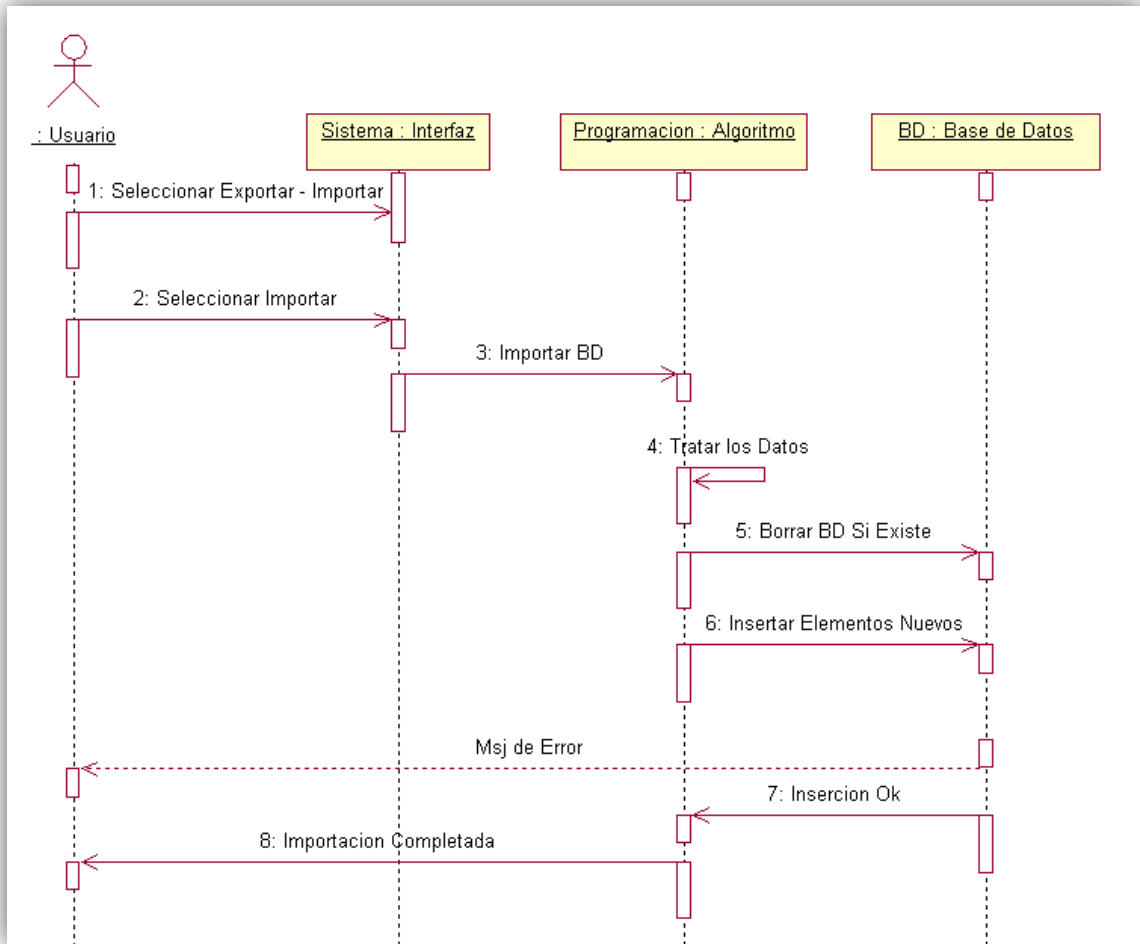 : Usuario
Sistema : Interfaz
Programacion : Algoritmo
BD : Base de Datos
1: Seleccionar Exportar - Importar
2: Seleccionar Importar
3: Importar BD
4: Tratar los Datos
5: Borrar BD Si Existe
6: Insertar Elementos Nuevos
Msj de Error
7: Insercion Ok
8: Importacion Completada